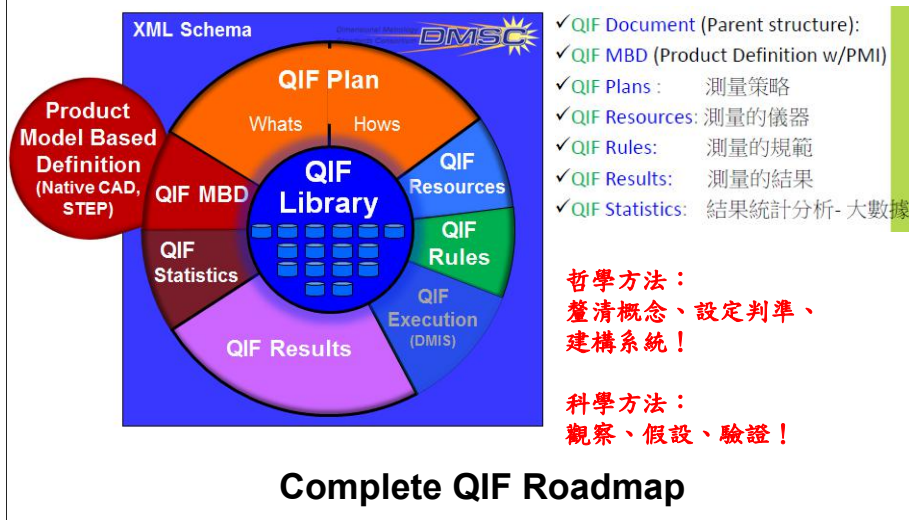 XML Schema
Dimensional Metrology
DMSC
QIF Plan
Whats
Hows
Product
Model Based
Definition
(Native CAD,
STEP)
QIF MBD
QIF
Library
QIF
Resources
QIF
Rules
QIF
Statistics
QIF
Execution
(DMIS)
QIF Results
✓QIF Document (Parent structure):
✓QIF MBD (Product Definition w/PMI)
✓QIF Plans : 測量策略
✓QIF Resources: 測量的儀器
✓QIF Rules: 測量的規範
✓QIF Results: 測量的結果
✓QIF Statistics: 結果統計分析- 大數據
哲學方法：
釐清概念、設定判準、
建構系統！
科學方法：
觀察、假設、驗證！
Complete QIF Roadmap